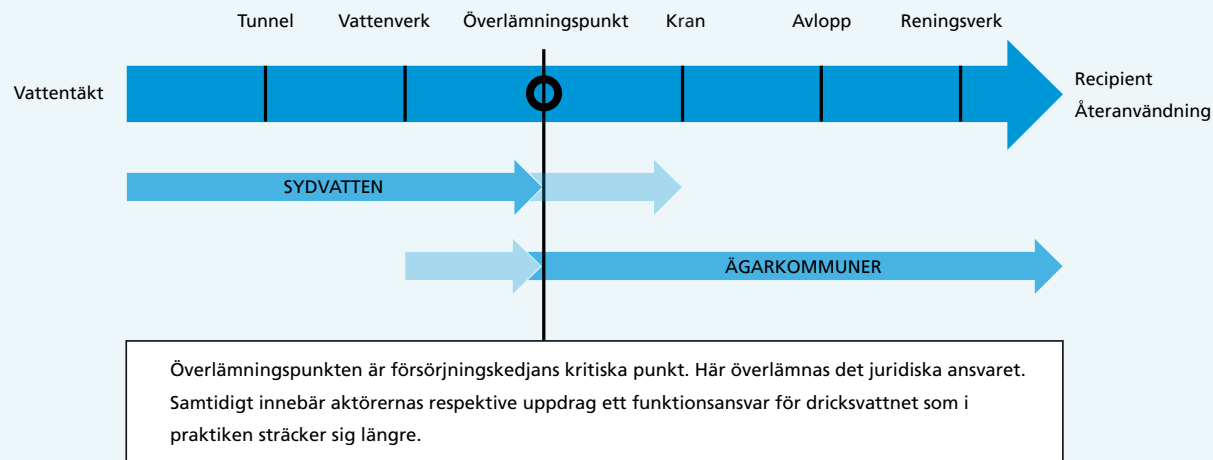 Tunnel Vattenverk Överlämningspunkt Kran Avlopp Reningsverk
Vattentäkt
Recipient
Återanvändning
SYDVATTEN
ÄGARKOMMUNER
Överlämningspunkten är försörjningskedjans kritiska punkt. Här överlämnas det juridiska ansvaret.
Samtidigt innebär aktörernas respektive uppdrag ett funktionsansvar för dricksvattnet som i
praktiken sträcker sig längre.